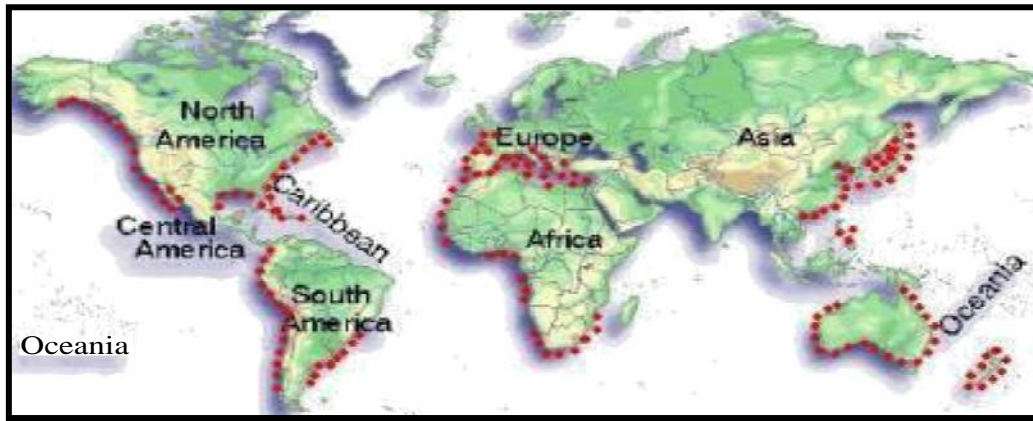 North
America
Europe
Asia
Caribbean
Central
America
Africa
South
America
Oceania
Oceania